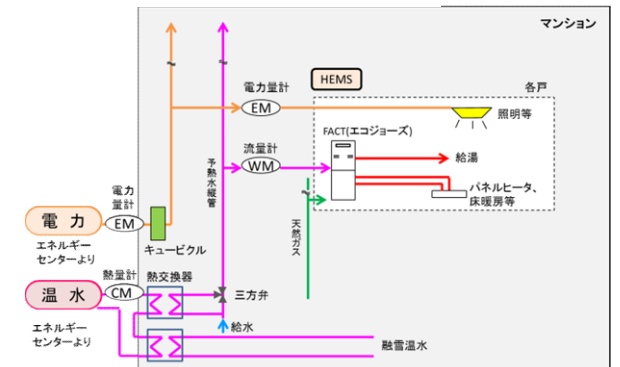 マンション
HEMS
各戸
電力量計
EM
照明等
FACT(エコジョーズ)
流量計
WM
給湯
予熱水縦管
パネルヒータ、
床暖房等
天然ガス
電力
量計
電 力
EM
キュービクル
エネルギー
センターより
熱量計
熱交換器
温 水
CM
三方弁
給水
エネルギー
センターより
融雪温水